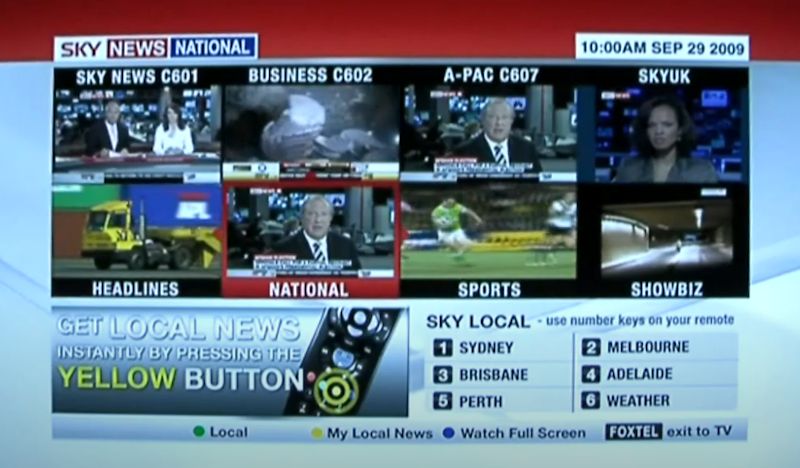 SKY NEWS NATIONAL
10:00AM SEP 29 2009
SKY NEWS C601
BUSINESS C602
A-PAC C607
SKYUK
HEADLINES
NATIONAL
SPORTS
SHOWBIZ
GET LOCAL NEWS
INSTANTLY BY PRESSING THE
YELLOW BUTTON
SKY LOCAL - use number keys on your remote
1 SYDNEY
2 MELBOURNE
3 BRISBANE
4 ADELAIDE
5 PERTH
6 WEATHER
Local
My Local News
Watch Full Screen
FOXTEL exit to TV